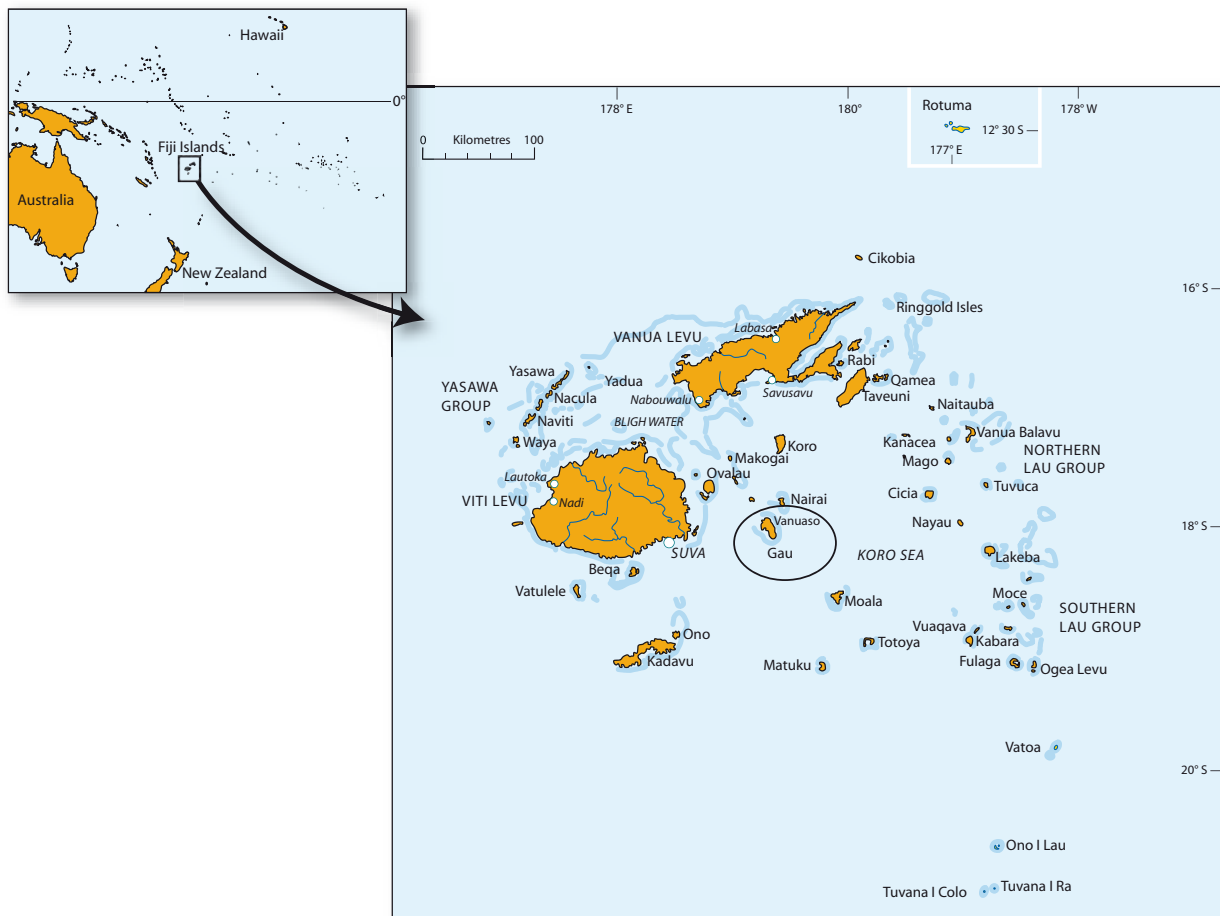 Hawaii
0°
Fiji Islands
Australia
New Zealand
178° E
180°
178° W
Rotuma
12° 30 S
177° E
0 Kilometres 100
Cikobia
16° S
Ringgold Isles
Labasa
VANUA LEVU
Rabi
Yasawa
Yadua
Qamea
YASAWA
GROUP
Nacula
Nabouwalu
Savusavu
Taveuni
Naitauba
Naviti
BLIGH WATER
Waya
Koro
Kanacea
Vanua Balavu
NORTHERN
LAU GROUP
Makogai
Mago
Lautoka
Ovalau
Tuvuca
VITI LEVU
Nadi
Nairai
Cicia
Vanuaso
Nayau
18° S
SUVA
Gau
KORO SEA
Lakeba
Beqa
Vatulele
Moala
Moce
SOUTHERN
LAU GROUP
Vuaqava
Ono
Totoya
Kabara
Kadavu
Matuku
Fulaga
Ogea Levu
Vatoa
20° S
Ono I Lau
Tuvana I Colo
Tuvana I Ra